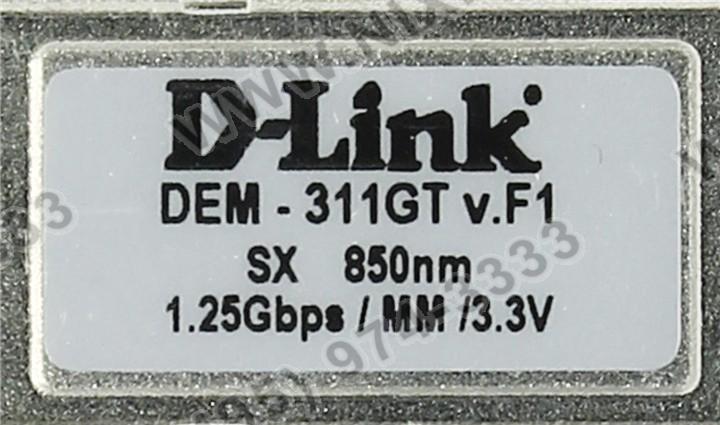 D-Link
DEM - 311GT v.F1
SX 850nm
1.25Gbps / MM /3.3V